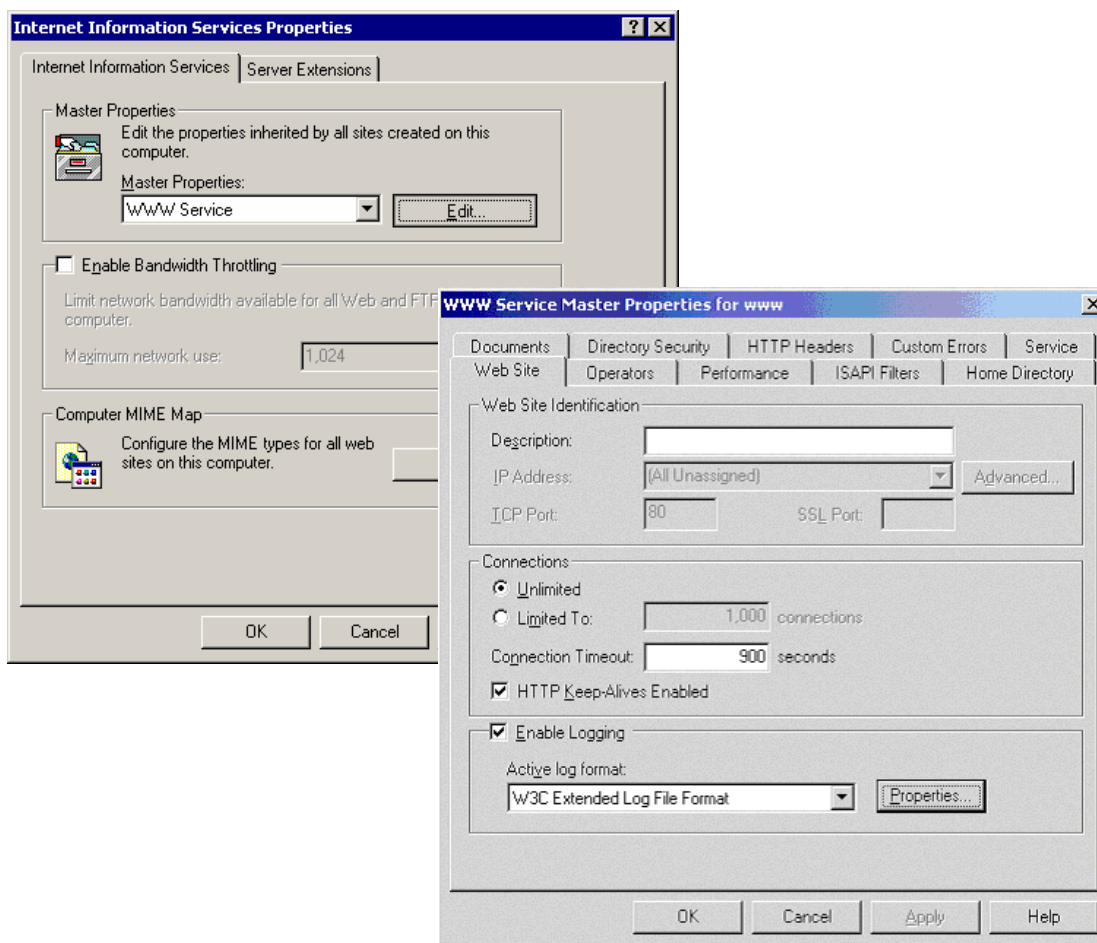 Internet Information Services Properties
Internet Information Services
Server Extensions
Master Properties
Edit the properties inherited by all sites created on this
computer.
Master Properties:
WWW Service
Edit...
Enable Bandwidth Throttling
Limit network bandwidth available for all Web and FTP
computer.
Maximum network use:
1,024
Computer MIME Map
Configure the MIME types for all web
sites on this computer.
OK
Cancel
WWW Service Master Properties for www
Documents
Directory Security
HTTP Headers
Custom Errors
Service
Web Site
Operators
Performance
ISAPI Filters
Home Directory
Web Site Identification
Description:
IP Address:
(All Unassigned)
Advanced...
TCP Port:
80
SSL Port:
Connections
Unlimited
Limited To:
1,000
connections
Connection Timeout:
900
seconds
HTTP Keep-Alives Enabled
Enable Logging
Active log format:
W3C Extended Log File Format
Properties...
OK
Cancel
Apply
Help